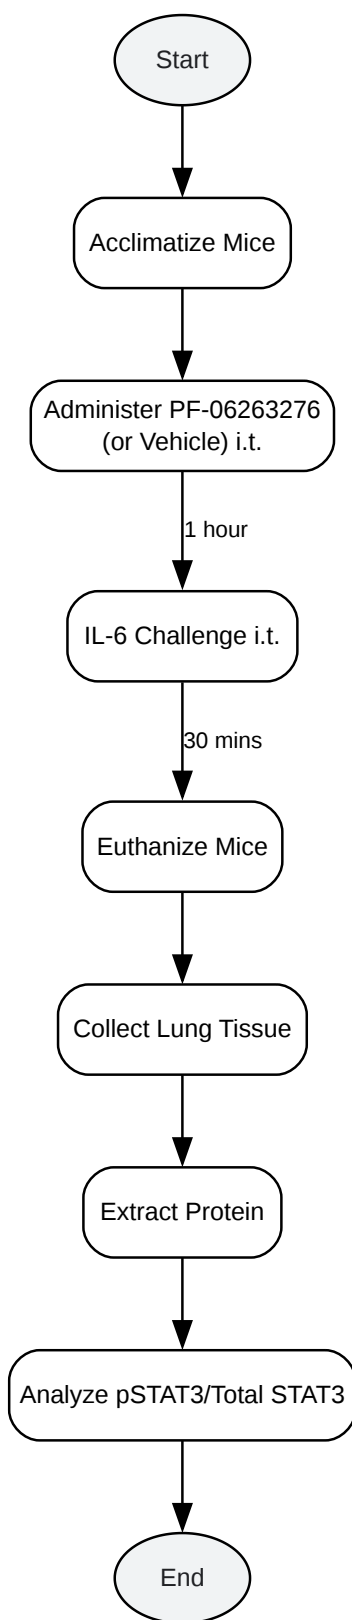 Start
Acclimatize Mice
Administer PF-06263276
(or Vehicle) i.t.
1 hour
IL-6 Challenge i.t.
30 mins
Euthanize Mice
Collect Lung Tissue
Extract Protein
Analyze pSTAT3/Total STAT3
End